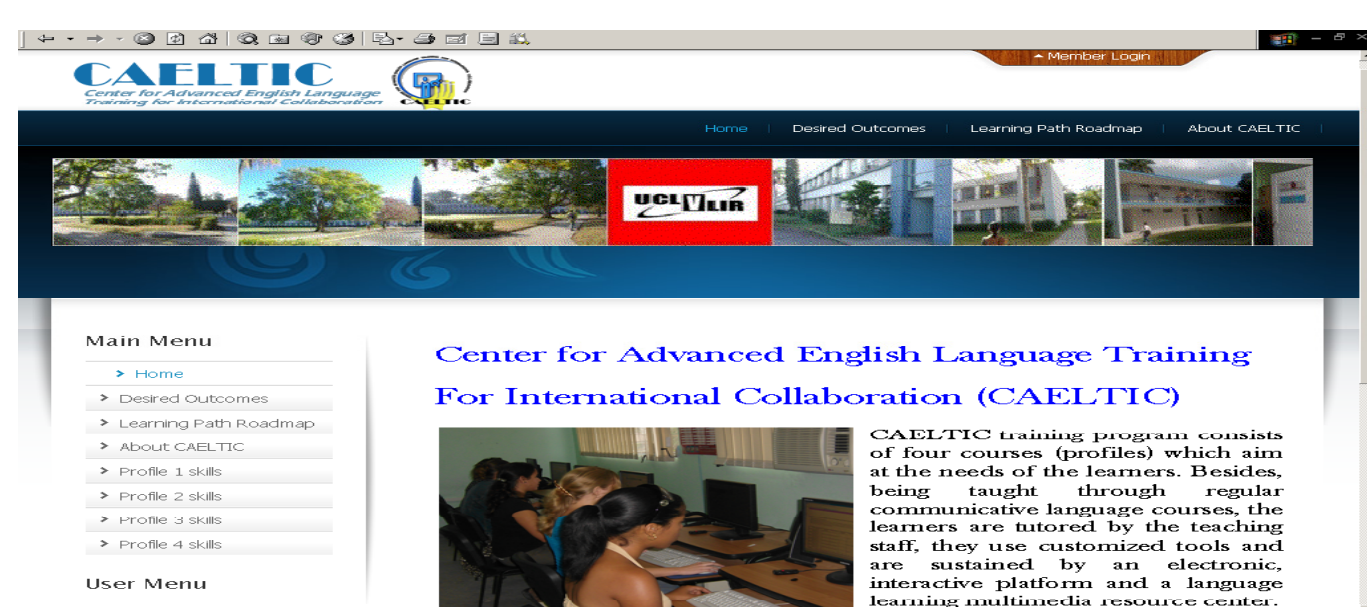 Member Login
CAELTIC
Center for Advanced English Language
Training for International Collaboration
CAELTIC
Home
Desired Outcomes
Learning Path Roadmap
About CAELTIC
UCLV VLIR
Main Menu
Home
Desired Outcomes
Learning Path Roadmap
About CAELTIC
Profile 1 skills
Profile 2 skills
Profile 3 skills
Profile 4 skills
User Menu
Center for Advanced English Language Training
For International Collaboration (CAELTIC)
CAELTIC training program consists
of four courses (profiles) which aim
at the needs of the learners. Besides,
being taught through regular
communicative language courses, the
learners are tutored by the teaching
staff, they use customized tools and
are sustained by an electronic,
interactive platform and a language
learning multimedia resource center.